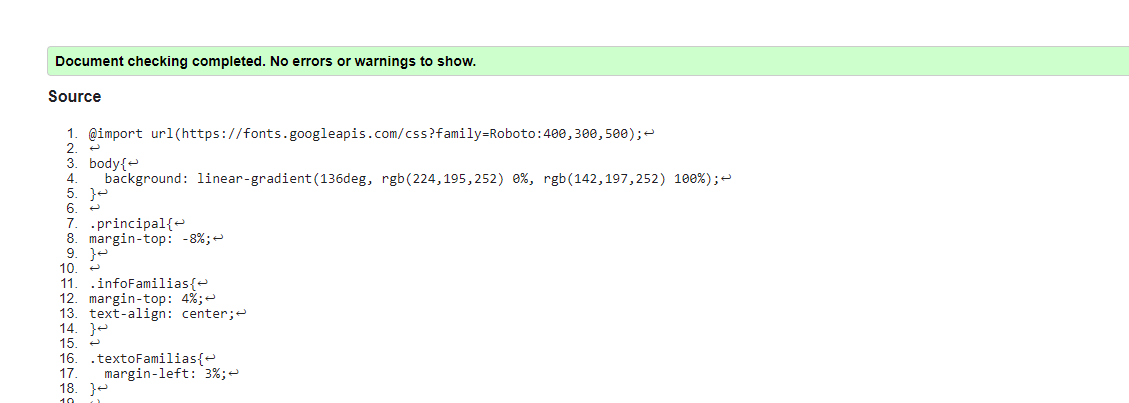 Document checking completed. No errors or warnings to show.
Source
1. @import url(https://fonts.googleapis.com/css?family=Roboto:400,300,500);↩
2. ↩
3. body{↩
4.   background: linear-gradient(136deg, rgb(224,195,252) 0%, rgb(142,197,252) 100%);↩
5. }↩
6. ↩
7. .principal{↩
8. margin-top: -8%;↩
9. }↩
10. ↩
11. .infoFamilias{↩
12. margin-top: 4%;↩
13. text-align: center;↩
14. }↩
15. ↩
16. .textoFamilias{↩
17.   margin-left: 3%;↩
18. }↩